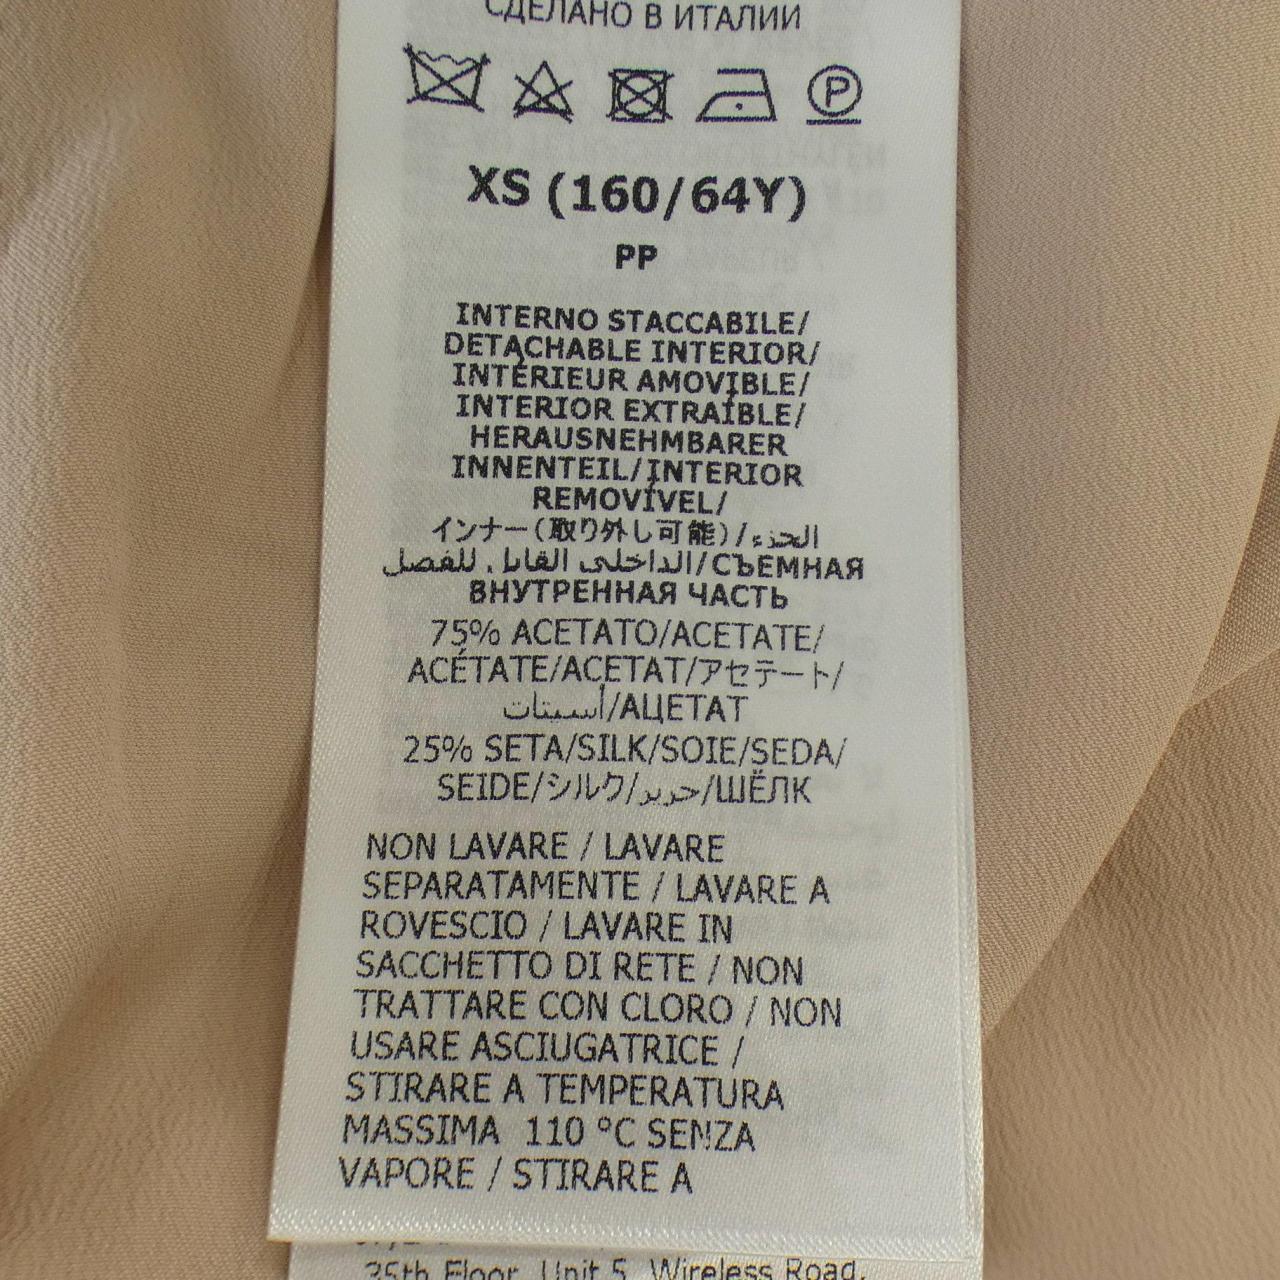 СДЕЛАНО В ИТАЛИИ
P
XS (160/64Y)
PP
INTERNO STACCABILE/
DETACHABLE INTERIOR/
INTÉRIEUR AMOVIBLE/
INTERIOR EXTRAÍBLE/
HERAUSNEHMBARER
INNENTEIL/INTERIOR
REMOVÍVEL/
インナー(取り外し可能)/الجزء
الداخلي القابل للفصل/СЪЕМНАЯ
ВНУТРЕННАЯ ЧАСТЬ
75% ACETATO/ACETATE/
ACÉTATE/ACETAT/アセテート/
أسيتات/АЦЕТАТ
25% SETA/SILK/SOIE/SEDA/
SEIDE/シルク/حرير/ШЁЛК
NON LAVARE / LAVARE
SEPARATAMENTE / LAVARE A
ROVESCIO / LAVARE IN
SACCHETTO DI RETE / NON
TRATTARE CON CLORO / NON
USARE ASCIUGATRICE /
STIRARE A TEMPERATURA
MASSIMA 110 °C SENZA
VAPORE / STIRARE A
35th Floor, Unit 5, Wireless Road,